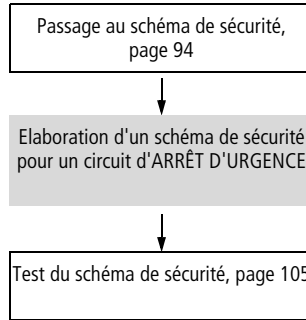 Passage au schéma de sécurité,
page 94
Elaboration d'un schéma de sécurité
pour un circuit d'ARRÊT D'URGENCE
Test du schéma de sécurité, page 105